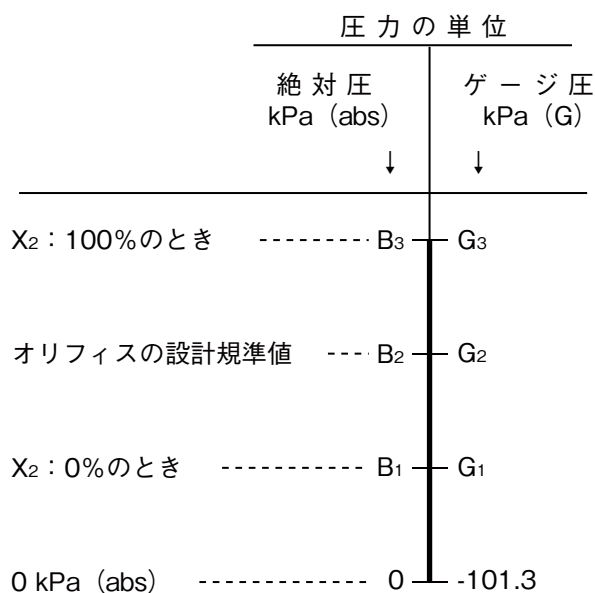 圧力の単位
絶対圧 ゲージ圧
kPa（abs） kPa（G）
↓ ↓
X₂：100%のとき B₃ G₃
オリフィスの設計規準値 B₂ G₂
X₂：0%のとき B₁ G₁
0 kPa（abs） 0 -101.3